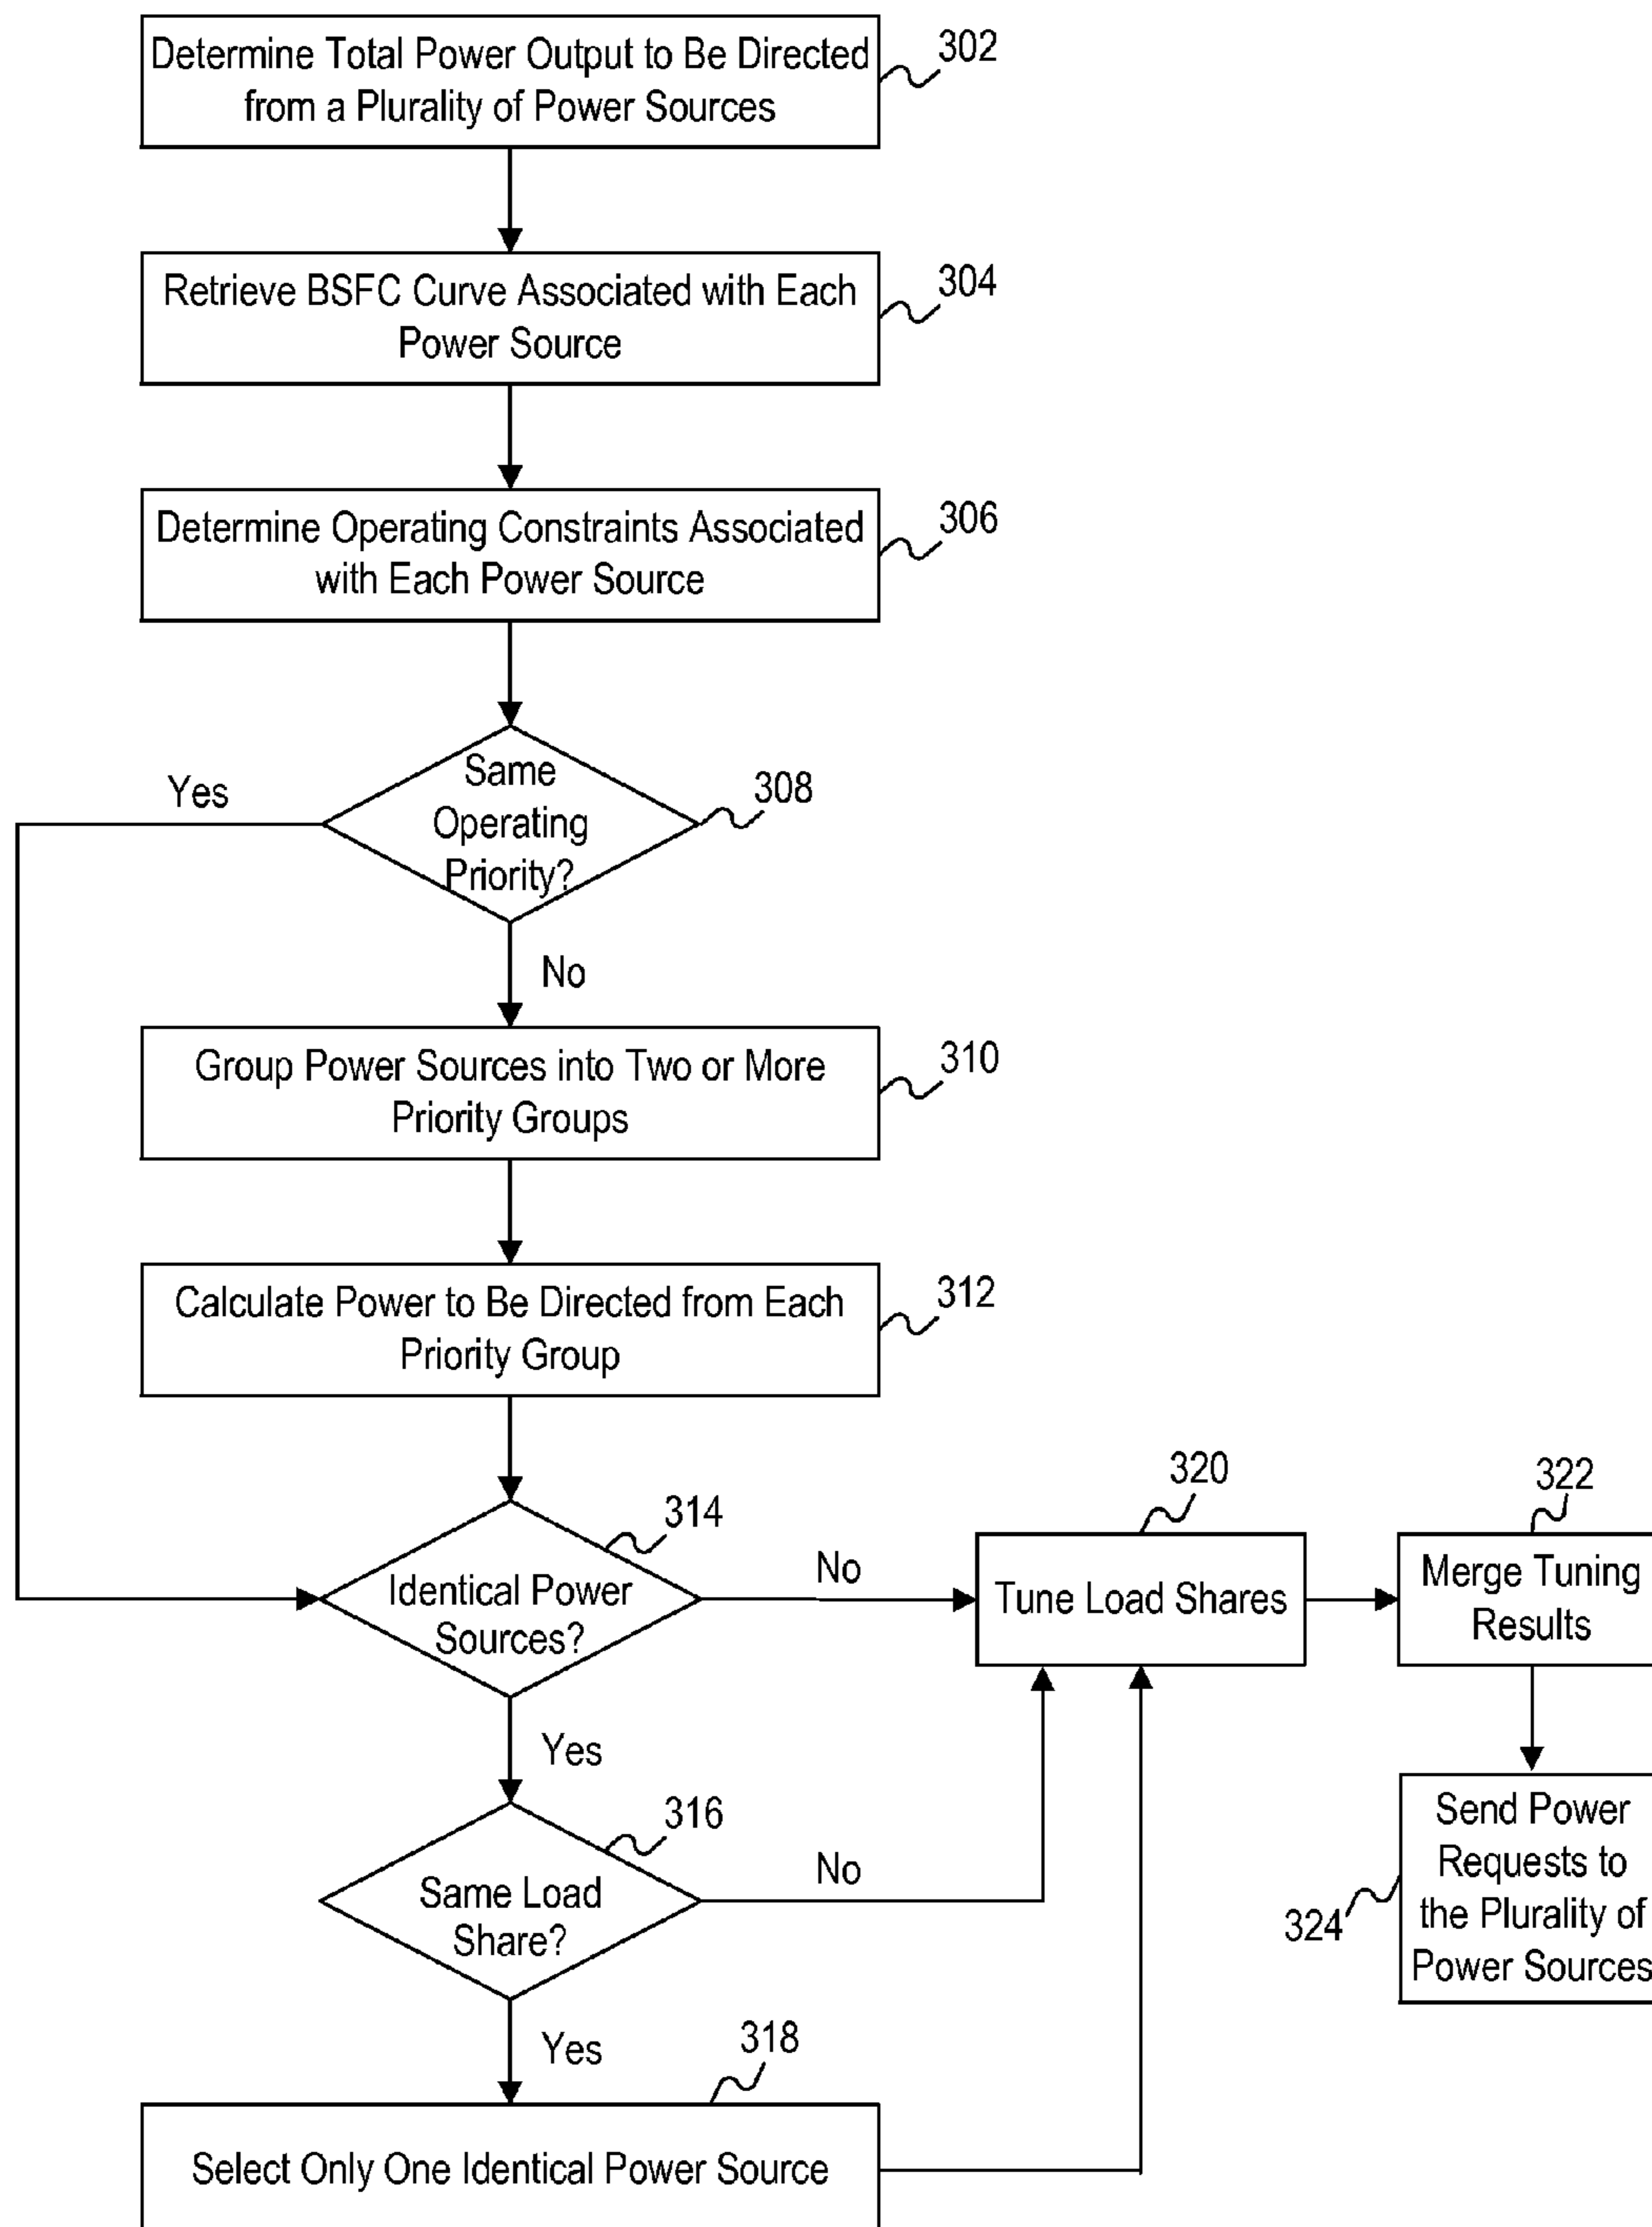 Determine Total Power Output to Be Directed
from a Plurality of Power Sources
302
Retrieve BSFC Curve Associated with Each
Power Source
304
Determine Operating Constraints Associated
with Each Power Source
306
Same
Operating
Priority?
308
Yes
No
Group Power Sources into Two or More
Priority Groups
310
Calculate Power to Be Directed from Each
Priority Group
312
Identical Power
Sources?
314
No
Yes
Tune Load Shares
320
Merge Tuning
Results
322
Send Power
Requests to
the Plurality of
Power Sources
324
Same Load
Share?
316
No
Yes
318
Select Only One Identical Power Source